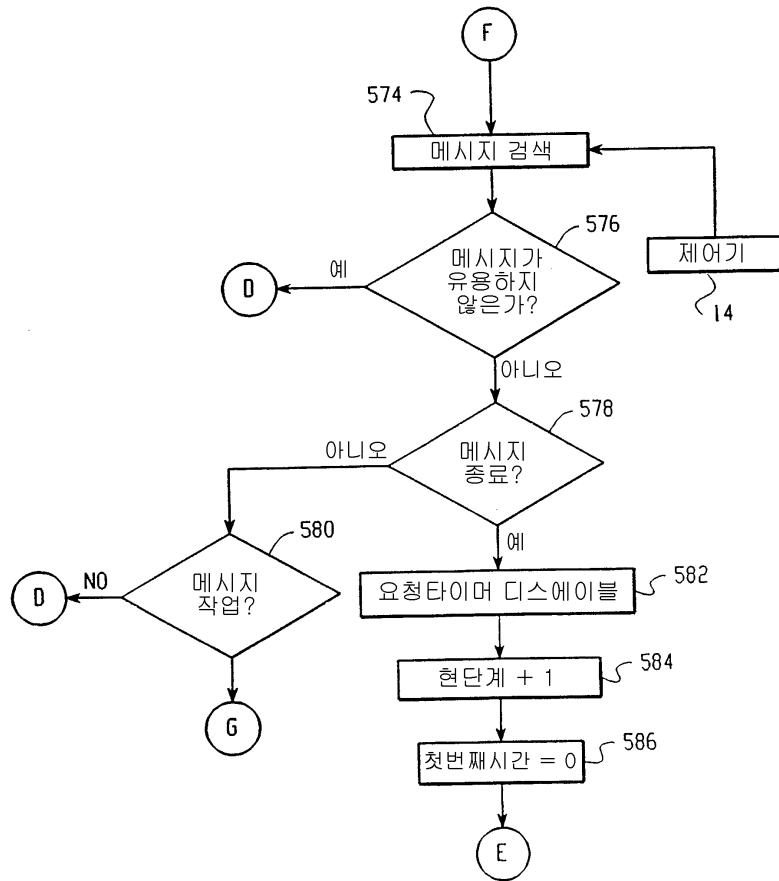 F
574
메시지 검색
576
메시지가
유용하지
않은가?
예
D
제어기
14
아니오
578
메시지
종료?
아니오
580
메시지
작업?
NO
D
예
요청타이머 디스에이블
582
현단계 + 1
584
G
첫번째시간 = 0
586
E